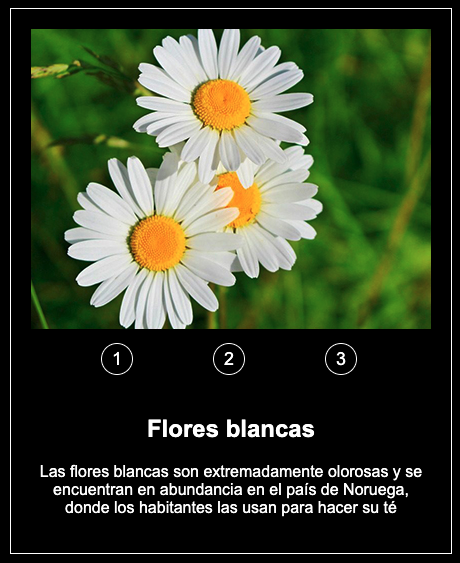 1 2 3
Flores blancas
Las flores blancas son extremadamente olorosas y se
encuentran en abundancia en el país de Noruega,
donde los habitantes las usan para hacer su té